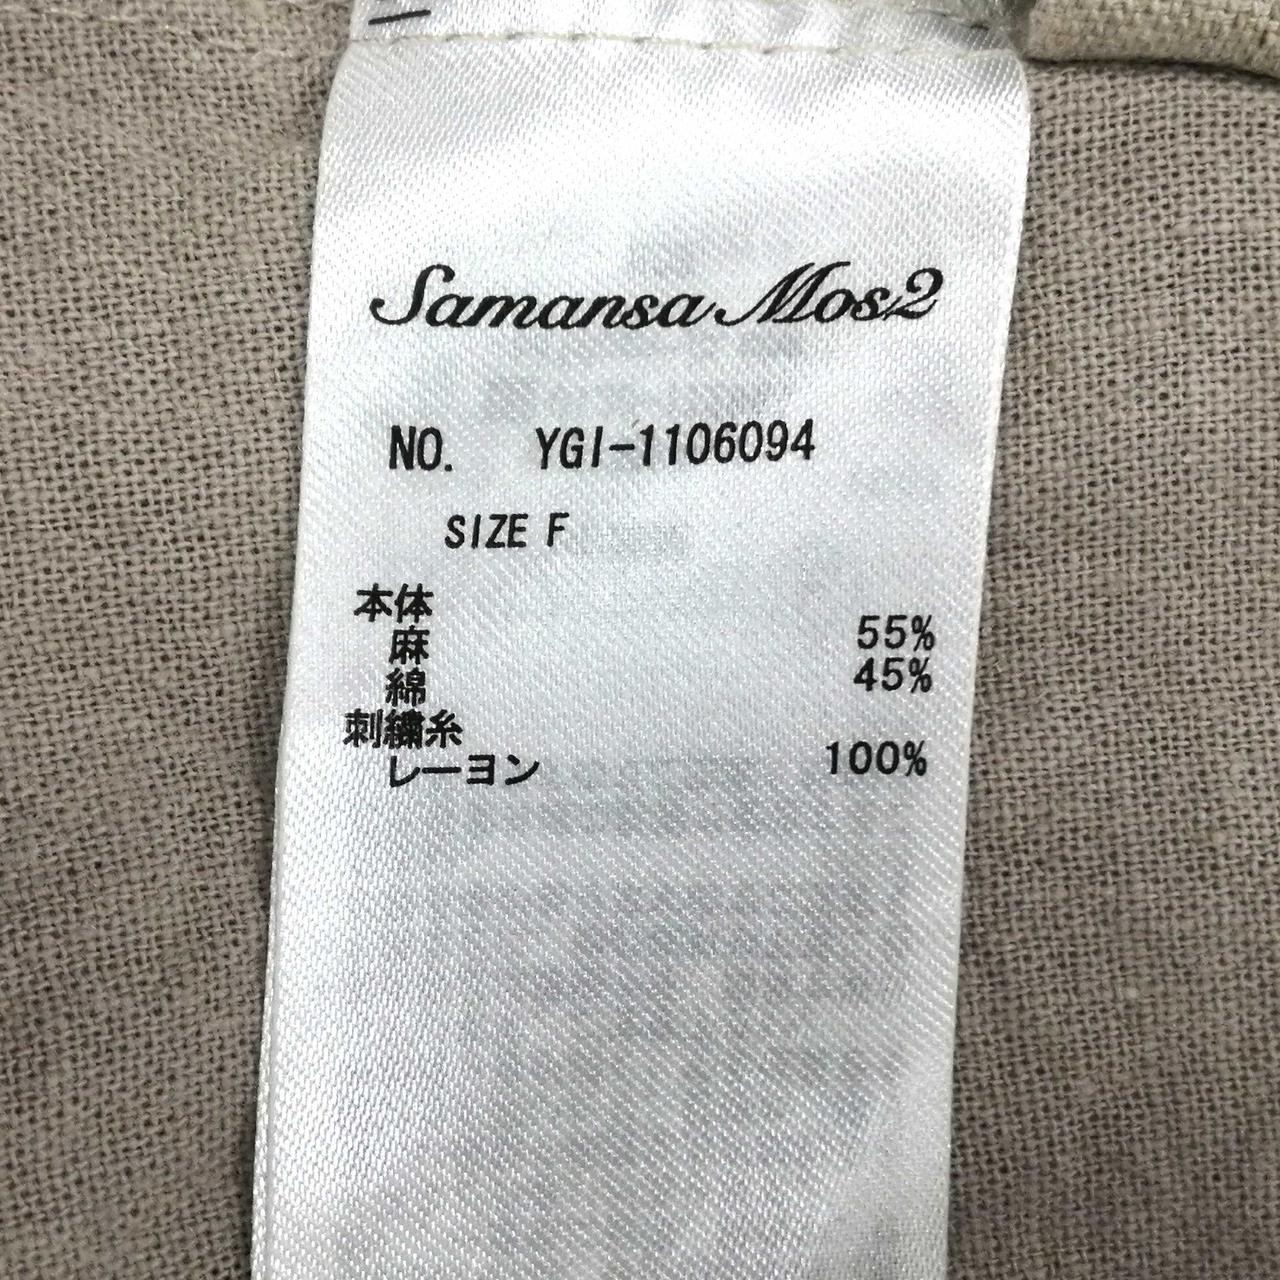 Samansa Mos2
NO. YGI-1106094
SIZE F
本体
麻 55%
綿 45%
刺繍糸
レーヨン 100%